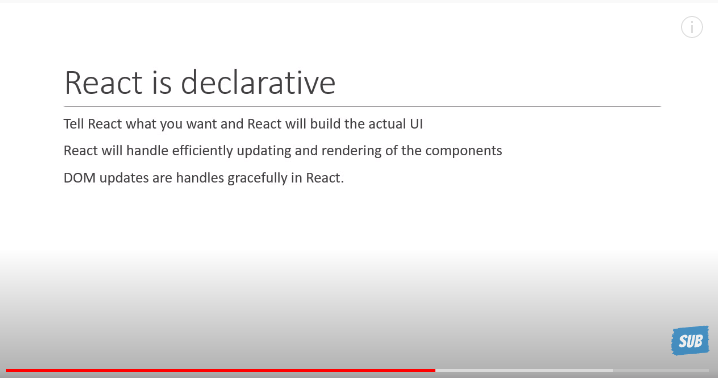 React is declarative
Tell React what you want and React will build the actual UI
React will handle efficiently updating and rendering of the components
DOM updates are handles gracefully in React.
SUB